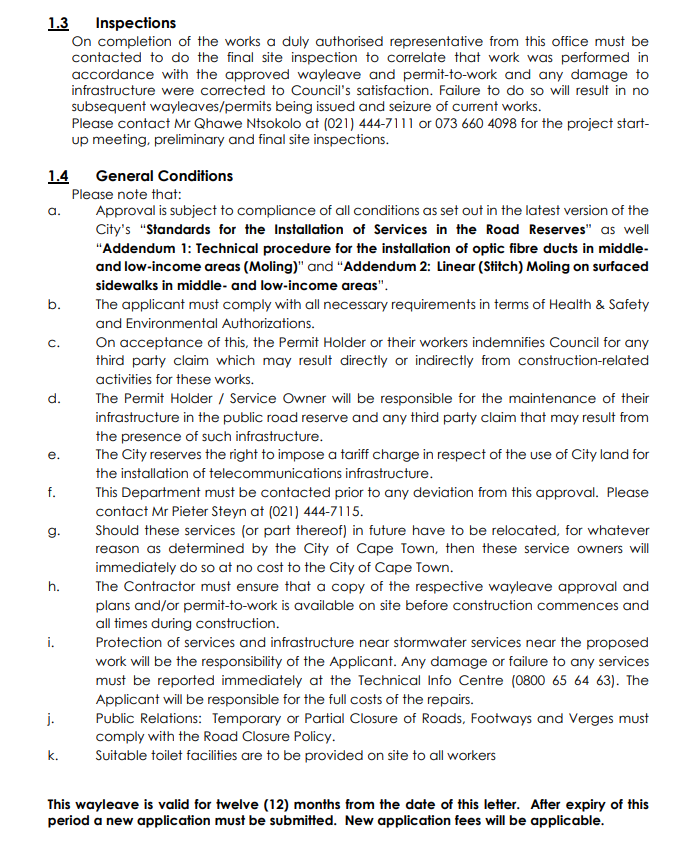 1.3 Inspections
On completion of the works a duly authorised representative from this office must be
contacted to do the final site inspection to correlate that work was performed in
accordance with the approved wayleave and permit-to-work and any damage to
infrastructure were corrected to Council's satisfaction. Failure to do so will result in no
subsequent wayleaves/permits being issued and seizure of current works.
Please contact Mr Qhawe Ntsokolo at (021) 444-7111 or 073 660 4098 for the project start-
up meeting, preliminary and final site inspections.
1.4 General Conditions
Please note that:
a. Approval is subject to compliance of all conditions as set out in the latest version of the
City's “Standards for the Installation of Services in the Road Reserves” as well
“Addendum 1: Technical procedure for the installation of optic fibre ducts in middle-
and low-income areas (Moling)” and “Addendum 2: Linear (Stitch) Moling on surfaced
sidewalks in middle- and low-income areas”.
b. The applicant must comply with all necessary requirements in terms of Health & Safety
and Environmental Authorizations.
c. On acceptance of this, the Permit Holder or their workers indemnifies Council for any
third party claim which may result directly or indirectly from construction-related
activities for these works.
d. The Permit Holder / Service Owner will be responsible for the maintenance of their
infrastructure in the public road reserve and any third party claim that may result from
the presence of such infrastructure.
e. The City reserves the right to impose a tariff charge in respect of the use of City land for
the installation of telecommunications infrastructure.
f. This Department must be contacted prior to any deviation from this approval. Please
contact Mr Pieter Steyn at (021) 444-7115.
g. Should these services (or part thereof) in future have to be relocated, for whatever
reason as determined by the City of Cape Town, then these service owners will
immediately do so at no cost to the City of Cape Town.
h. The Contractor must ensure that a copy of the respective wayleave approval and
plans and/or permit-to-work is available on site before construction commences and
all times during construction.
i. Protection of services and infrastructure near stormwater services near the proposed
work will be the responsibility of the Applicant. Any damage or failure to any services
must be reported immediately at the Technical Info Centre (0800 65 64 63). The
Applicant will be responsible for the full costs of the repairs.
j. Public Relations: Temporary or Partial Closure of Roads, Footways and Verges must
comply with the Road Closure Policy.
k. Suitable toilet facilities are to be provided on site to all workers
This wayleave is valid for twelve (12) months from the date of this letter. After expiry of this
period a new application must be submitted. New application fees will be applicable.